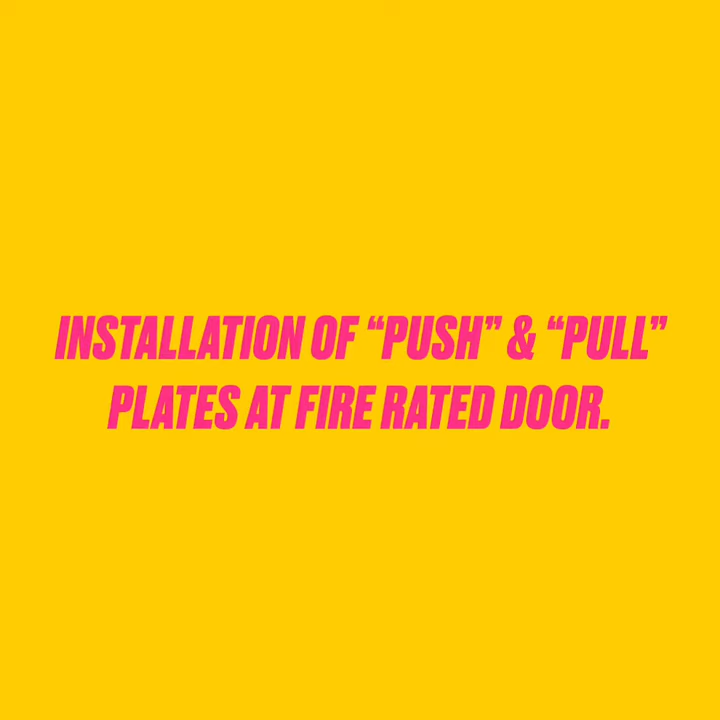 INSTALLATION OF “PUSH” & “PULL”
PLATES AT FIRE RATED DOOR.